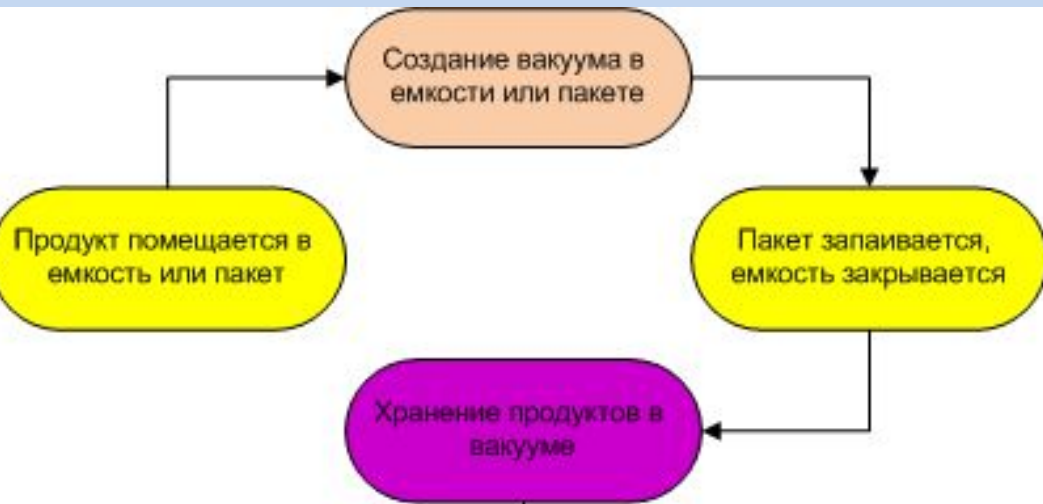 Создание вакуума в
емкости или пакете
Продукт помещается в
емкость или пакет
Пакет запаивается,
емкость закрывается
Хранение продуктов в
вакууме